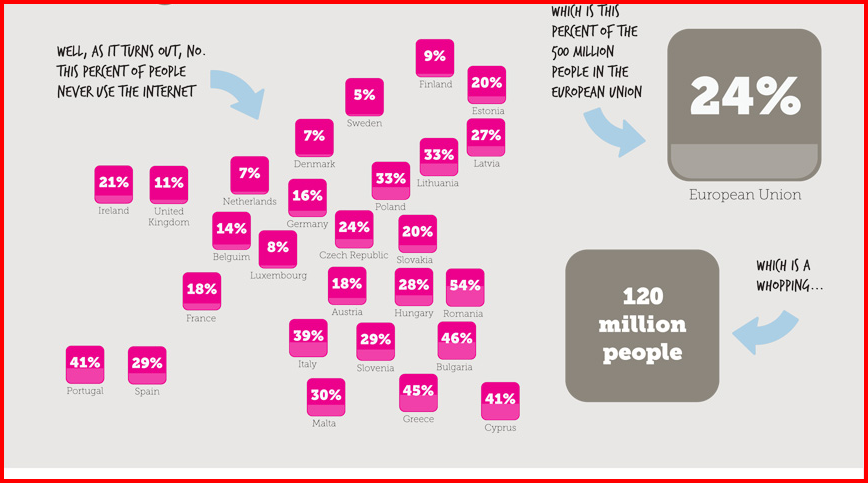 WELL, AS IT TURNS OUT, NO.
THIS PERCENT OF PEOPLE
NEVER USE THE INTERNET
9%
Finland
20%
Estonia
5%
Sweden
7%
Denmark
27%
Latvia
33%
Lithuania
21%
Ireland
11%
United
Kingdom
7%
Netherlands
16%
Germany
33%
Poland
14%
Belguim
8%
Luxembourg
24%
Czech Republic
20%
Slovakia
18%
France
18%
Austria
28%
Hungary
54%
Romania
39%
Italy
29%
Slovenia
46%
Bulgaria
41%
Portugal
29%
Spain
30%
Malta
45%
Greece
41%
Cyprus
WHICH IS THIS
PERCENT OF THE
500 MILLION
PEOPLE IN THE
EUROPEAN UNION
24%
European Union
WHICH IS A
WHOPPING...
120
million
people